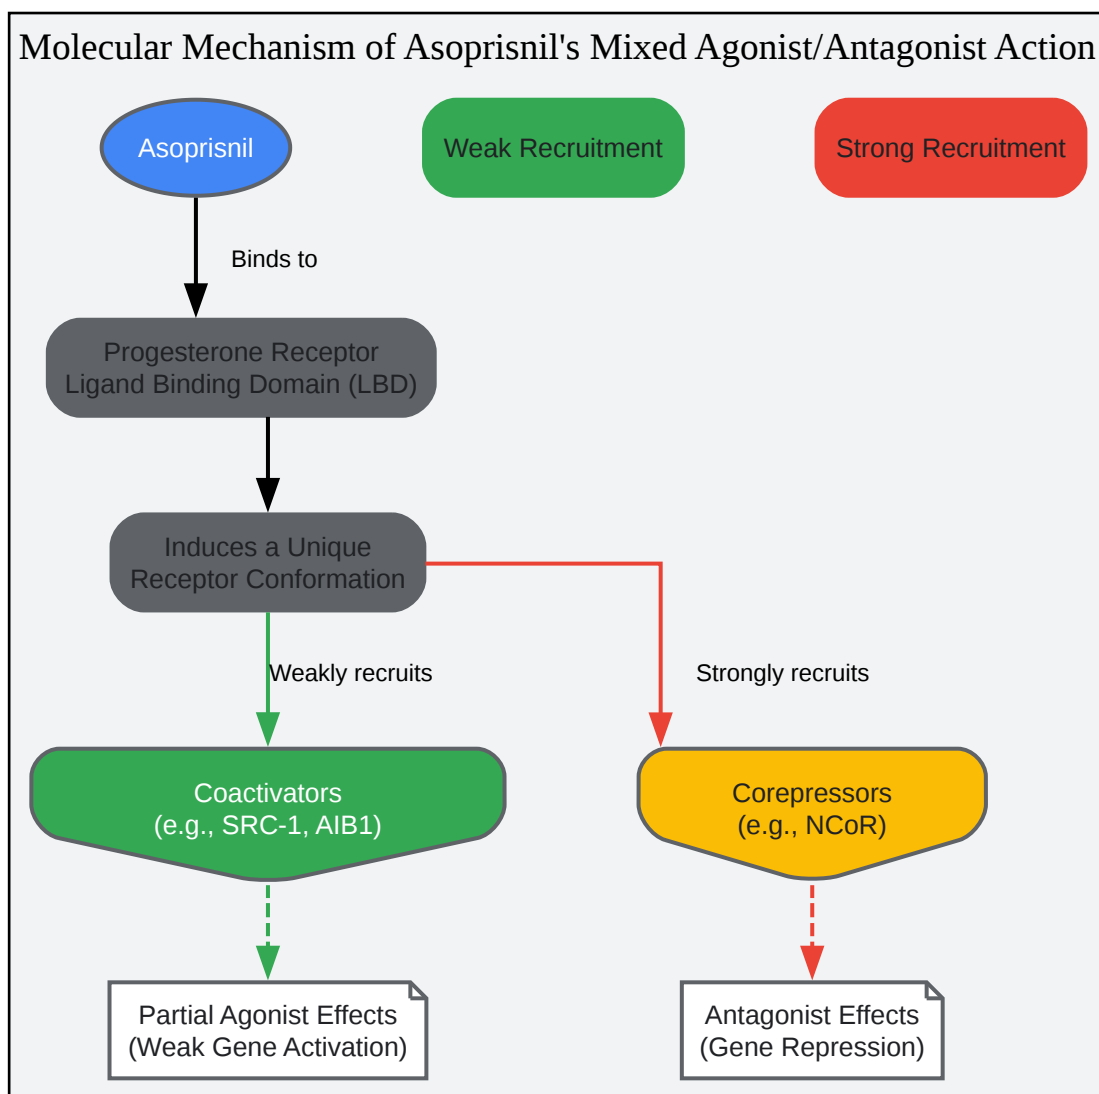 Molecular Mechanism of Asoprisnil's Mixed Agonist/Antagonist Action
Asoprisnil
Weak Recruitment
Strong Recruitment
Binds to
Progesterone Receptor
Ligand Binding Domain (LBD)
Induces a Unique
Receptor Conformation
Weakly recruits
Strongly recruits
Coactivators
(e.g., SRC-1, AIB1)
Corepressors
(e.g., NCoR)
Partial Agonist Effects
(Weak Gene Activation)
Antagonist Effects
(Gene Repression)